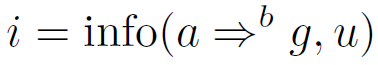 i = info(a ⇒ᵇ g, u)